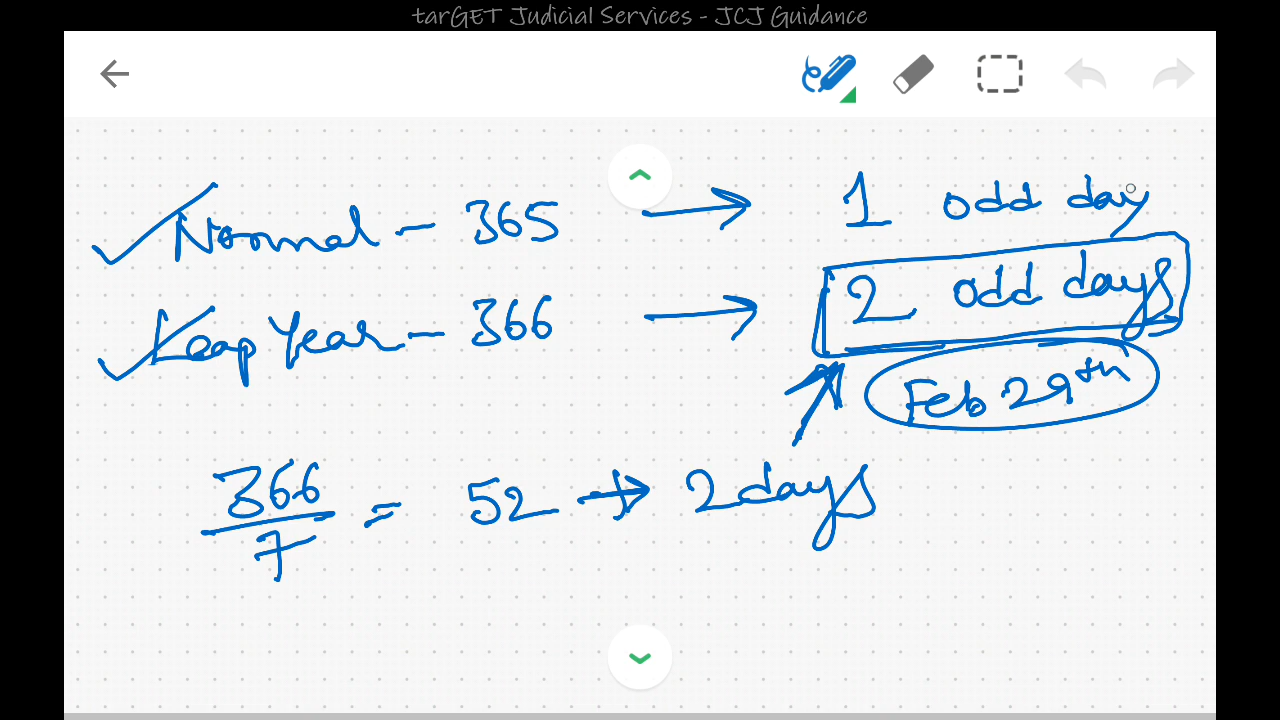 tarGET Judicial Services - JCJ Guidance
Normal - 365 → 1 odd day
Leap Year - 366 → 2 odd days
Feb 29th
366/7 = 52 → 2 days